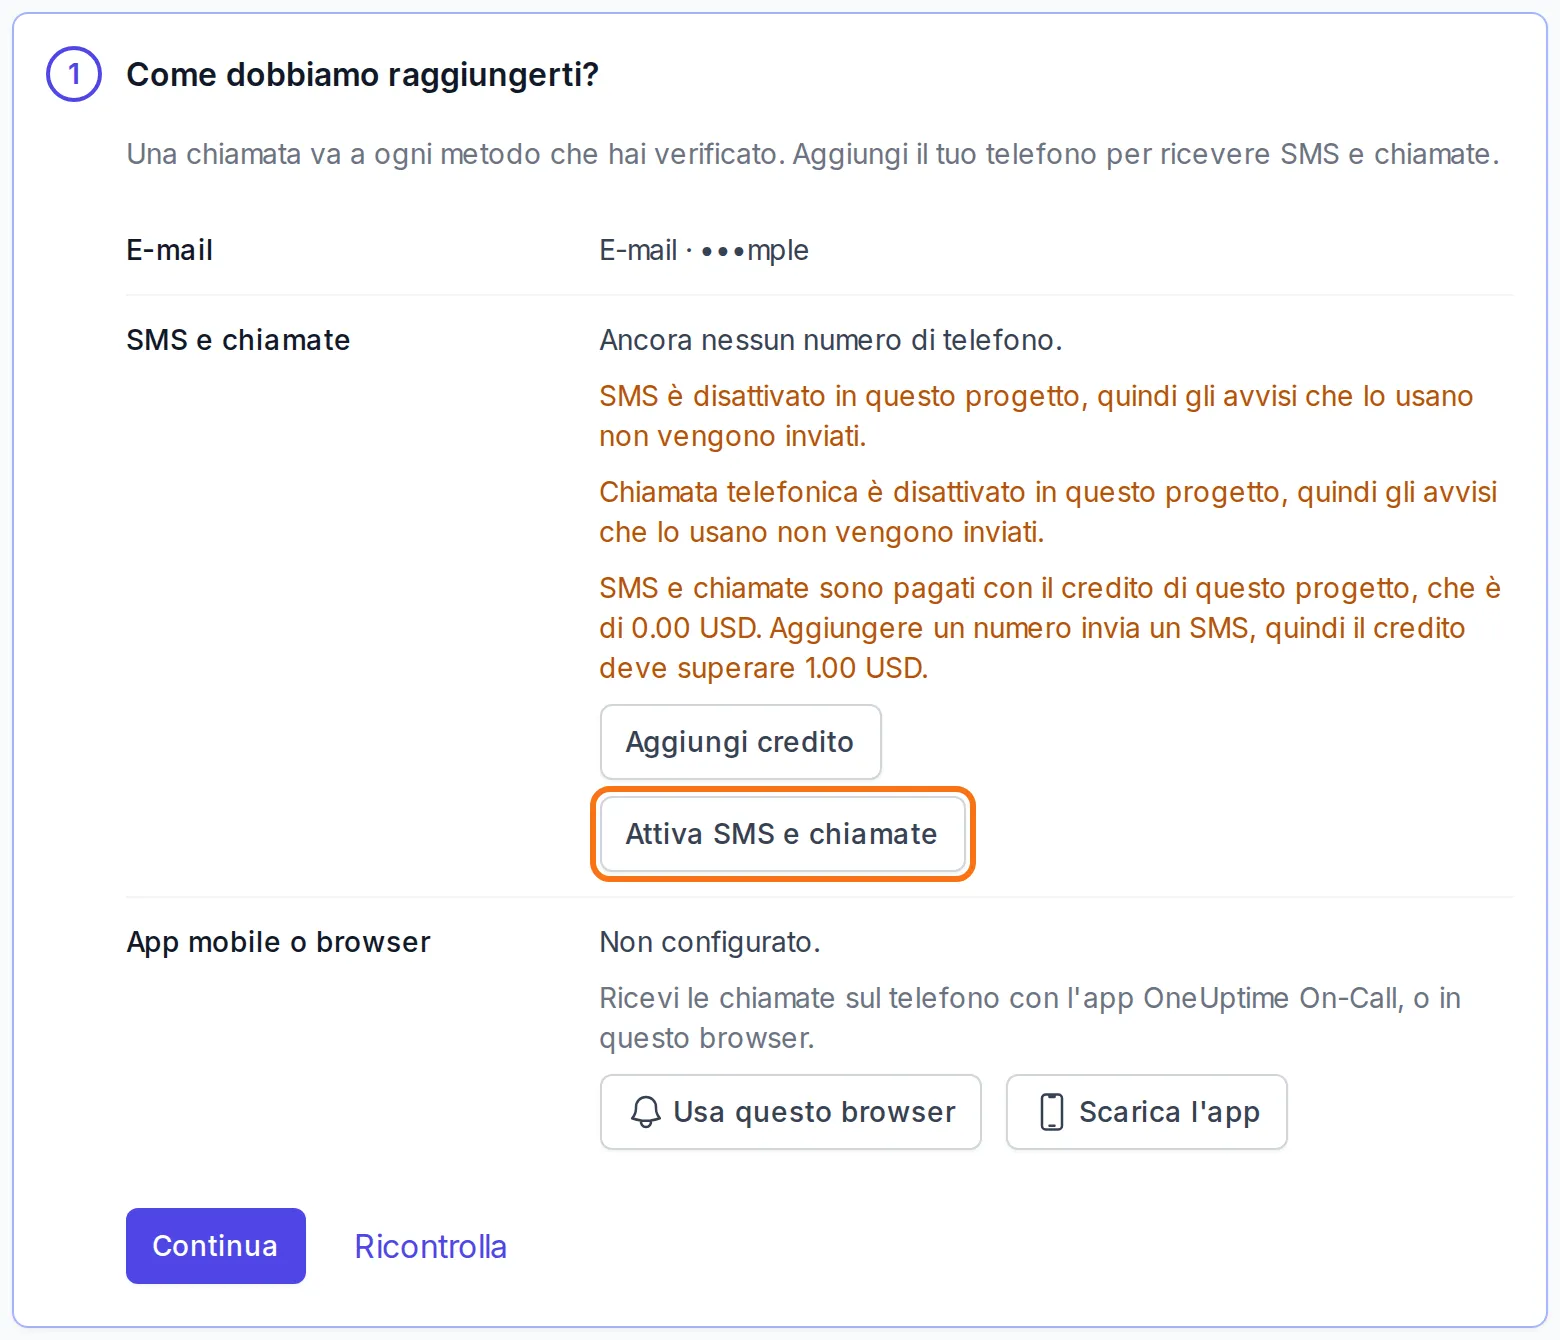 1
Come dobbiamo raggiungerti?
Una chiamata va a ogni metodo che hai verificato. Aggiungi il tuo telefono per ricevere SMS e chiamate.
E-mail
E-mail · •••mple
SMS e chiamate
Ancora nessun numero di telefono.
SMS è disattivato in questo progetto, quindi gli avvisi che lo usano
non vengono inviati.
Chiamata telefonica è disattivato in questo progetto, quindi gli avvisi
che lo usano non vengono inviati.
SMS e chiamate sono pagati con il credito di questo progetto, che è
di 0.00 USD. Aggiungere un numero invia un SMS, quindi il credito
deve superare 1.00 USD.
Aggiungi credito
Attiva SMS e chiamate
App mobile o browser
Non configurato.
Ricevi le chiamate sul telefono con l'app OneUptime On-Call, o in
questo browser.
Usa questo browser
Scarica l'app
Continua
Ricontrolla